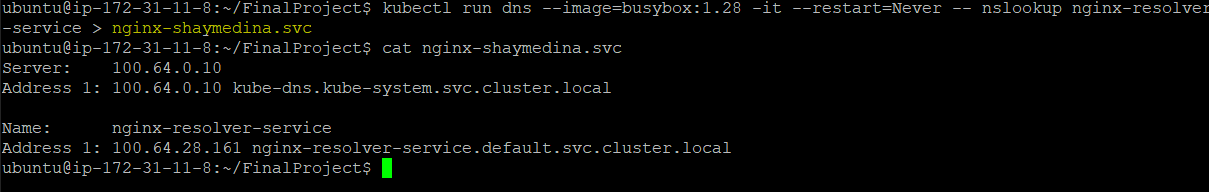 ubuntu@ip-172-31-11-8:~/FinalProject$ kubectl run dns --image=busybox:1.28 -it --restart=Never -- nslookup nginx-resolver
-service > nginx-shaymedina.svc
ubuntu@ip-172-31-11-8:~/FinalProject$ cat nginx-shaymedina.svc
Server:    100.64.0.10
Address 1: 100.64.0.10 kube-dns.kube-system.svc.cluster.local

Name:      nginx-resolver-service
Address 1: 100.64.28.161 nginx-resolver-service.default.svc.cluster.local
ubuntu@ip-172-31-11-8:~/FinalProject$